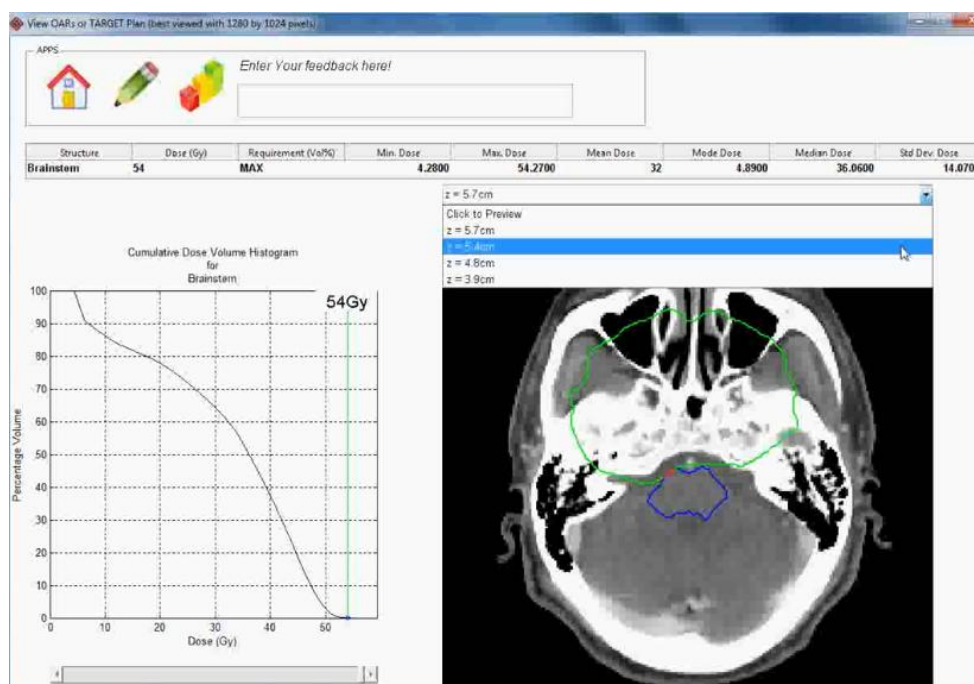 View OARs or TARGET Plan (best viewed with 1280 by 1024 pixels)
APPS
Enter Your feedback here!
Structure Dose (Gy) Requirement (Vol%) Min. Dose Max. Dose Mean Dose Mode Dose Median Dose Std Dev. Dose
Brainstem 54 MAX 4.2800 54.2700 32 4.8900 36.0600 14.070
z = 5.7cm
Click to Preview
z = 5.7cm
z = 5.4cm
z = 4.8cm
z = 3.9cm
Cumulative Dose Volume Histogram
for
Brainstem
54Gy
100
90
80
70
60
50
40
30
20
10
0
Percentage Volume
0 10 20 30 40 50
Dose (Gy)